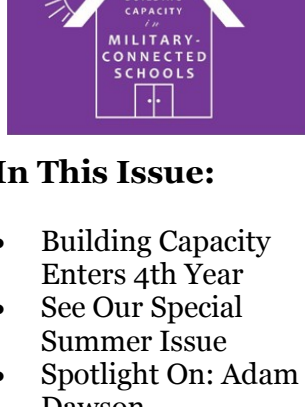 CAPACITY
in
MILITARY-
CONNECTED
SCHOOLS
In This Issue:
• Building Capacity
Enters 4th Year
• See Our Special
Summer Issue
• Spotlight On: Adam
Dawson